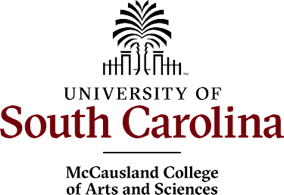 UNIVERSITY OF
South Carolina
McCausland College
of Arts and Sciences